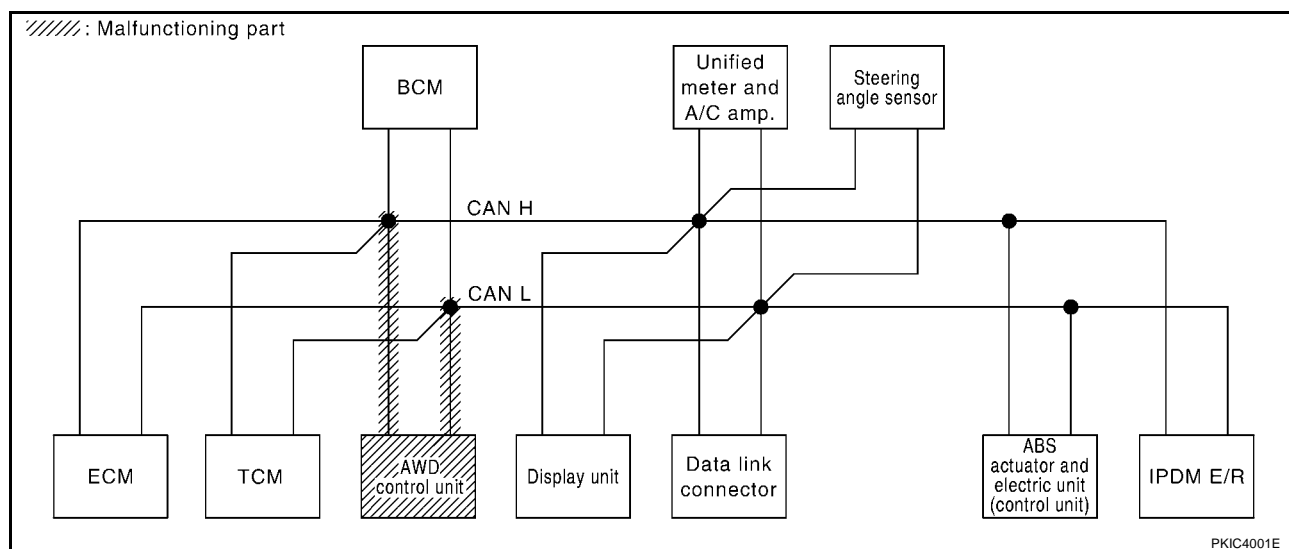 : Malfunctioning part
BCM
Unified
meter and
A/C amp.
Steering
angle sensor
CAN H
CAN L
ECM
TCM
AWD
control unit
Display unit
Data link
connector
ABS
actuator and
electric unit
(control unit)
IPDM E/R
PKIC4001E